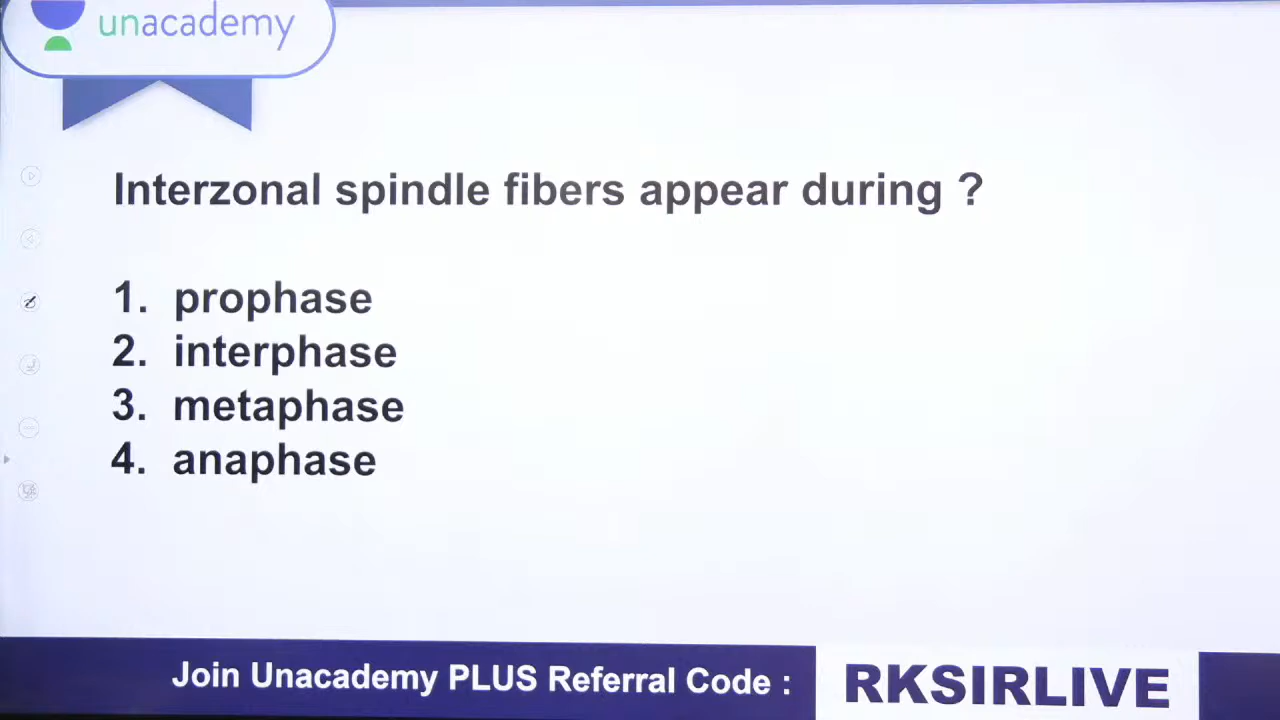 unacademy
Interzonal spindle fibers appear during ?
1. prophase
2. interphase
3. metaphase
4. anaphase
Join Unacademy PLUS Referral Code :
RKSIRLIVE